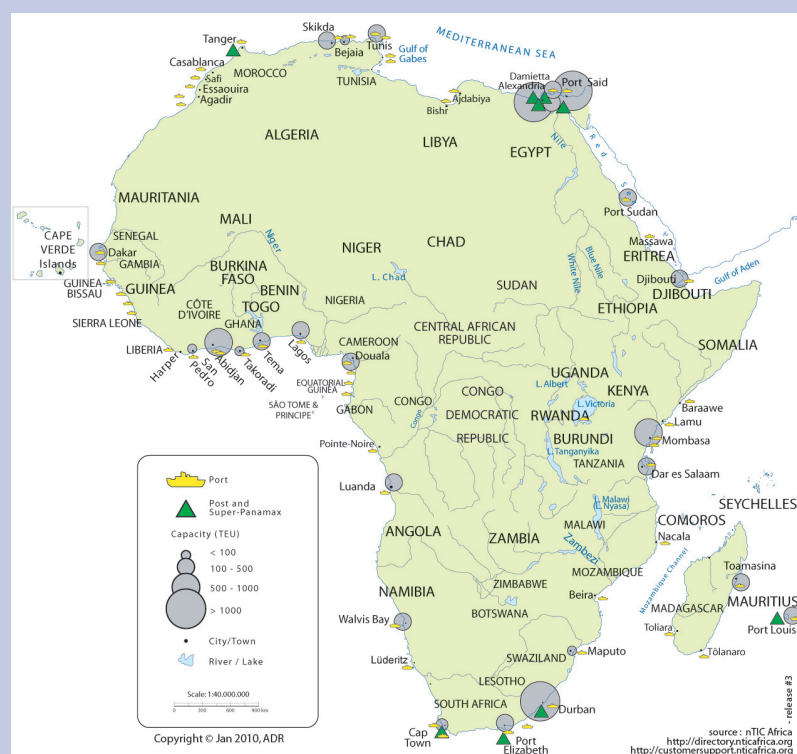 MEDITERRANEAN SEA
Skikda
Tanger
Bejaia
Tunis
Gulf of
Gabes
Casablanca
Safi
Essaouira
Agadir
MOROCCO
TUNISIA
Damietta
Alexandria
Port Said
Ajdabiya
Bishr
ALGERIA
LIBYA
EGYPT
Nile
Red Sea
MAURITANIA
MALI
Niger
NIGER
CHAD
Port Sudan
CAPE
VERDE
Islands
SENEGAL
Dakar
GAMBIA
Massawa
ERITREA
Gulf of Aden
GUINEA-
BISSAU
GUINEA
BURKINA
FASO
BENIN
L. Chad
White Nile
Blue Nile
Djibouti
DJIBOUTI
SUDAN
SIERRA LEONE
CÔTE
D'IVOIRE
TOGO
GHANA
NIGERIA
ETHIOPIA
CENTRAL AFRICAN
REPUBLIC
SOMALIA
LIBERIA
Harper
San
Pedro
Abidjan
Takoradi
Tema
Lagos
CAMEROON
Douala
EQUATORIAL
GUINEA
SÃO TOME &
PRINCIPE
GABON
CONGO
Congo
CONGO
DEMOCRATIC
REPUBLIC
UGANDA
L. Albert
KENYA
L. Victoria
RWANDA
BURUNDI
L. Tanganyika
TANZANIA
Baraawe
Lamu
Mombasa
Dar es Salaam
Pointe-Noire
Luanda
SEYCHELLES
L. Malawi
(L. Nyasa)
COMOROS
ANGOLA
ZAMBIA
MALAWI
Nacala
Zambezi
MOZAMBIQUE
Mozambique Channel
Toamasina
NAMIBIA
ZIMBABWE
Beira
MADAGASCAR
MAURITIUS
Port Louis
BOTSWANA
Walvis Bay
Toliara
Tôlanaro
Lüderitz
SWAZILAND
Maputo
LESOTHO
SOUTH AFRICA
Durban
Cap
Town
Port
Elizabeth
Port
Post and
Super-Panamax
Capacity (TEU)
< 100
100 - 500
500 - 1000
> 1000
City/Town
River / Lake
Scale: 1:40.000.000
Copyright © Jan 2010, ADR
- release #3
source : nTIC Africa
http://directory.nticafrica.org
http://customersupport.nticafrica.org